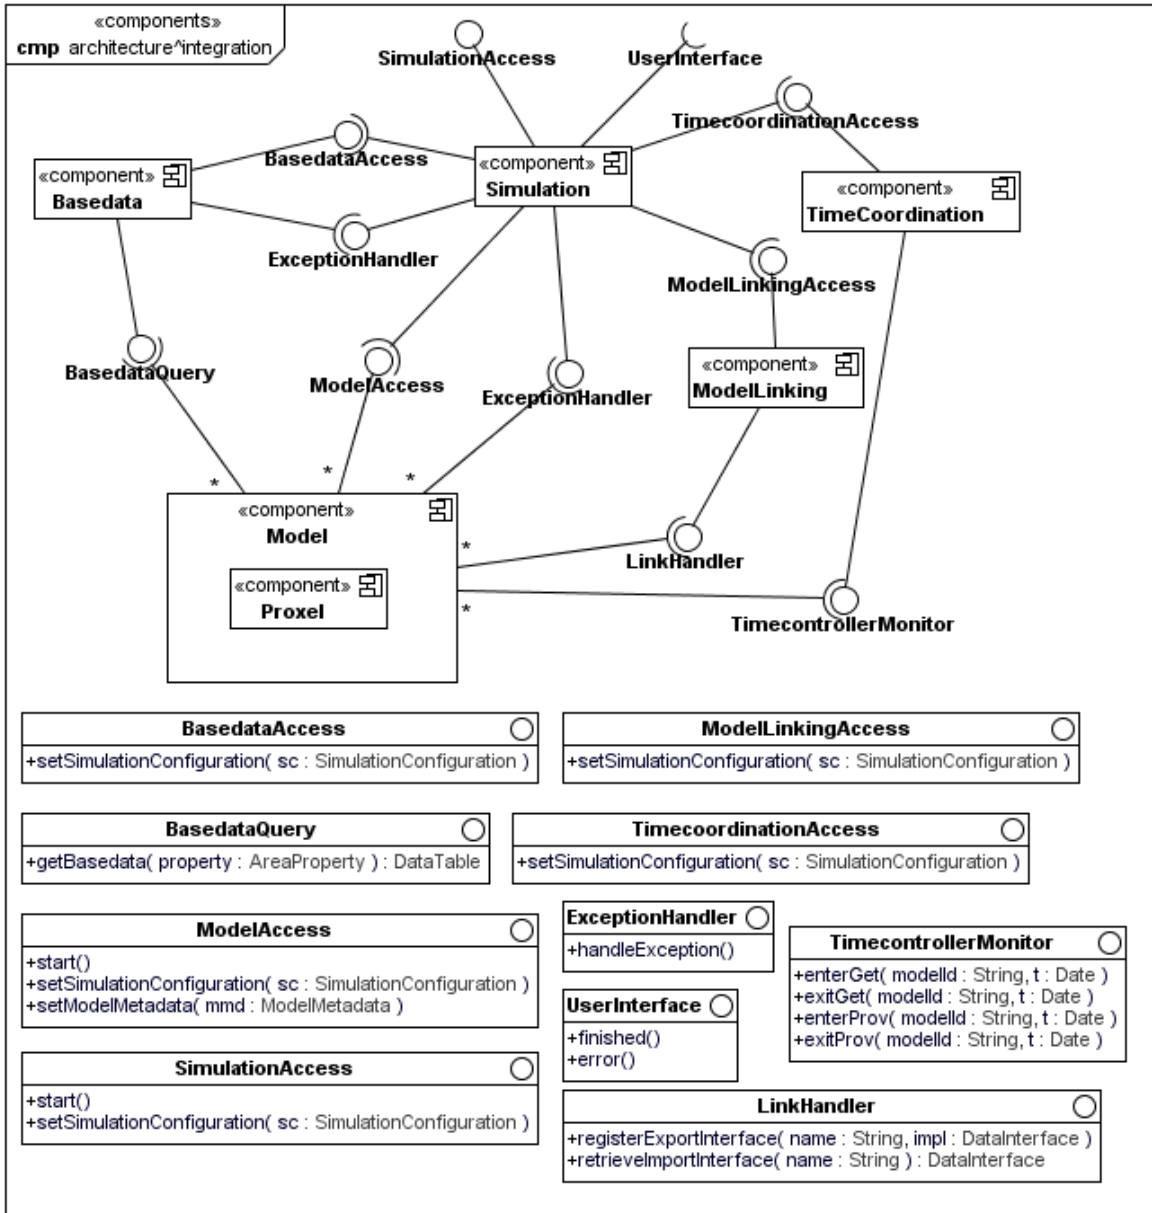 «components»
cmp architecture^integration
SimulationAccess
UserInterface
TimecoordinationAccess
BasedataAccess
«component»
Basedata
«component»
Simulation
«component»
TimeCoordination
ExceptionHandler
ModelLinkingAccess
BasedataQuery
ModelAccess
ExceptionHandler
«component»
ModelLinking
*
*
*
«component»
Model
*
LinkHandler
«component»
Proxel
*
TimecontrollerMonitor
BasedataAccess
+setSimulationConfiguration( sc : SimulationConfiguration )
ModelLinkingAccess
+setSimulationConfiguration( sc : SimulationConfiguration )
BasedataQuery
+getBasedata( property : AreaProperty ) : DataTable
TimecoordinationAccess
+setSimulationConfiguration( sc : SimulationConfiguration )
ModelAccess
+start()
+setSimulationConfiguration( sc : SimulationConfiguration )
+setModelMetadata( mmd : ModelMetadata )
ExceptionHandler
+handleException()
TimecontrollerMonitor
+enterGet( modelId : String, t : Date )
+exitGet( modelId : String, t : Date )
+enterProv( modelId : String, t : Date )
+exitProv( modelId : String, t : Date )
UserInterface
+finished()
+error()
SimulationAccess
+start()
+setSimulationConfiguration( sc : SimulationConfiguration )
LinkHandler
+registerExportInterface( name : String, impl : DataInterface )
+retrieveImportInterface( name : String ) : DataInterface